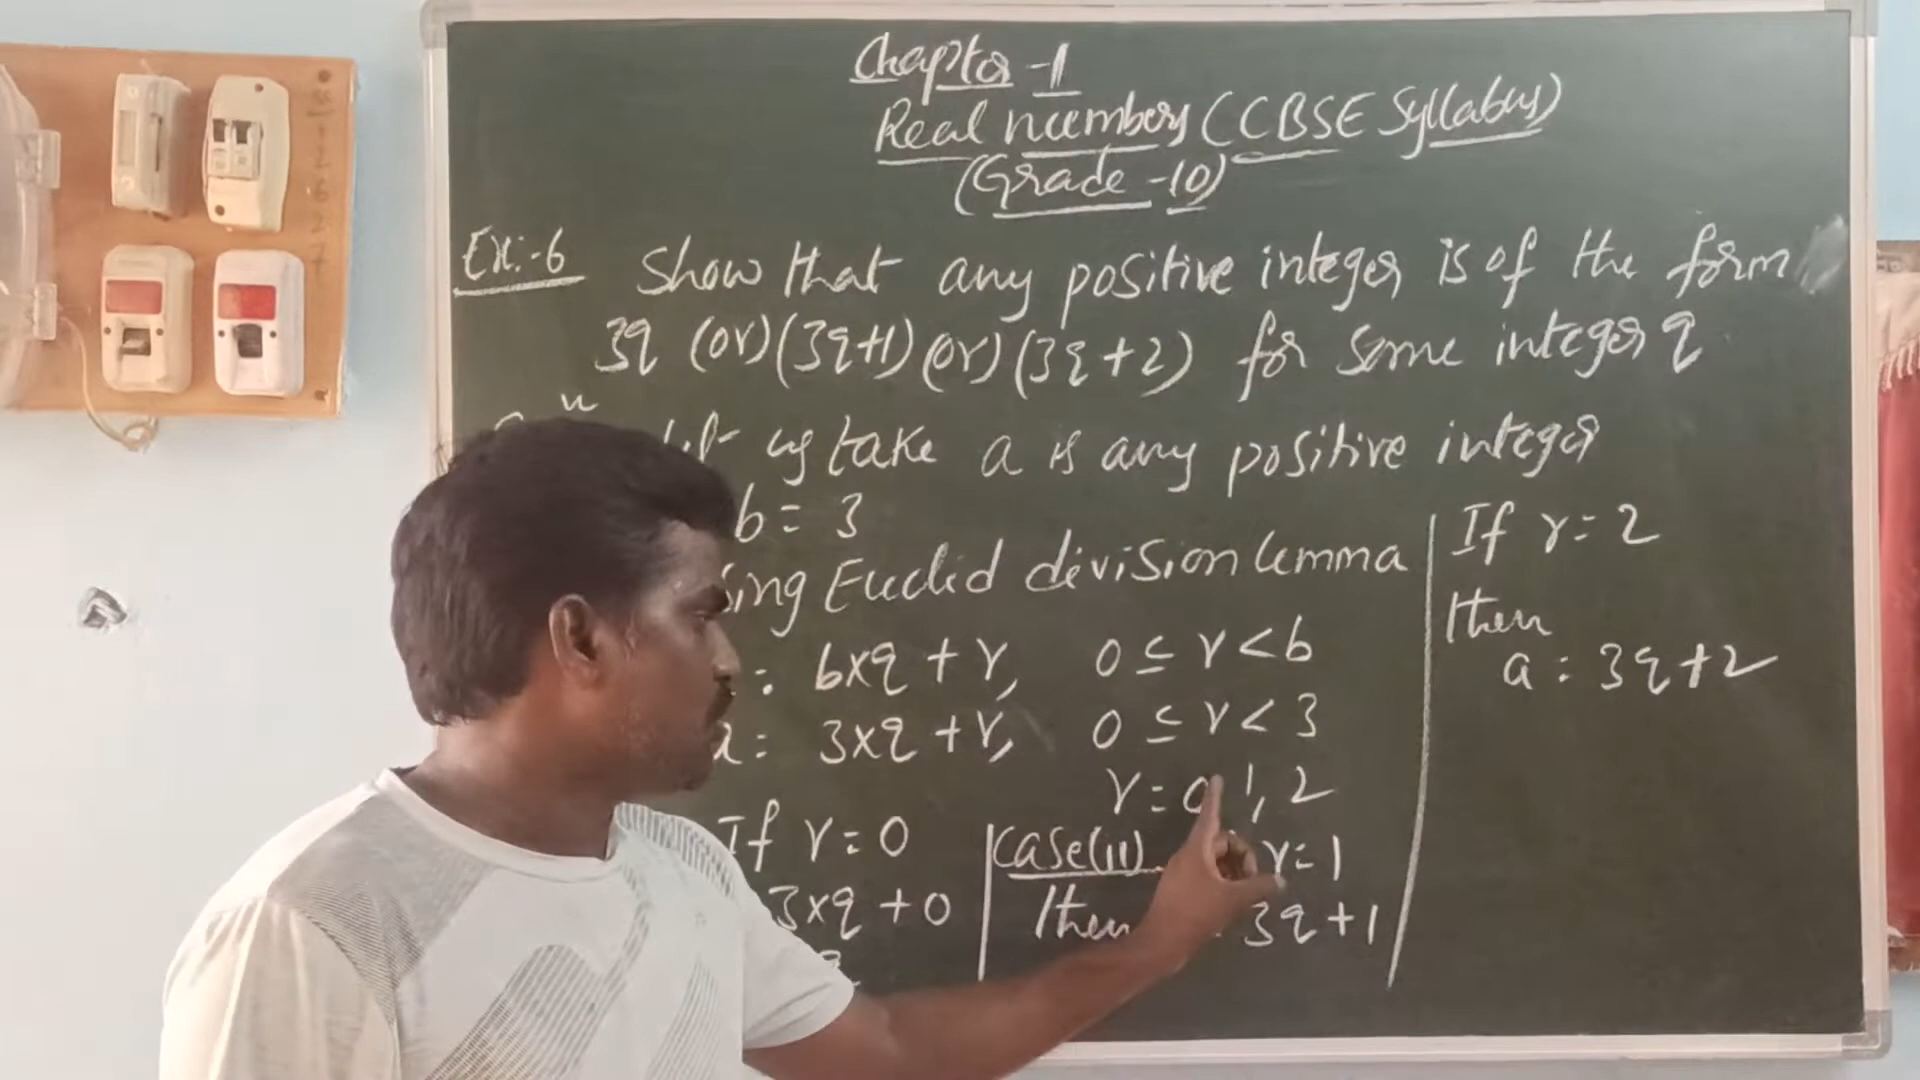 Chapter -1
Real numbers (CBSE Syllabus)
(Grade -10)
Ex:-6 Show that any positive integer is of the form
3q (or) (3q+1) (or) (3q+2) for some integer q
us take a is any positive integer
b = 3
Euclid division lemma
: b×q + r, 0 ≤ r < b
a = 3×q + r, 0 ≤ r < 3
r = 0, 1, 2
If r = 0
3×q + 0
case(ii) r = 1
then 3q + 1
If r = 2
then
a = 3q + 2